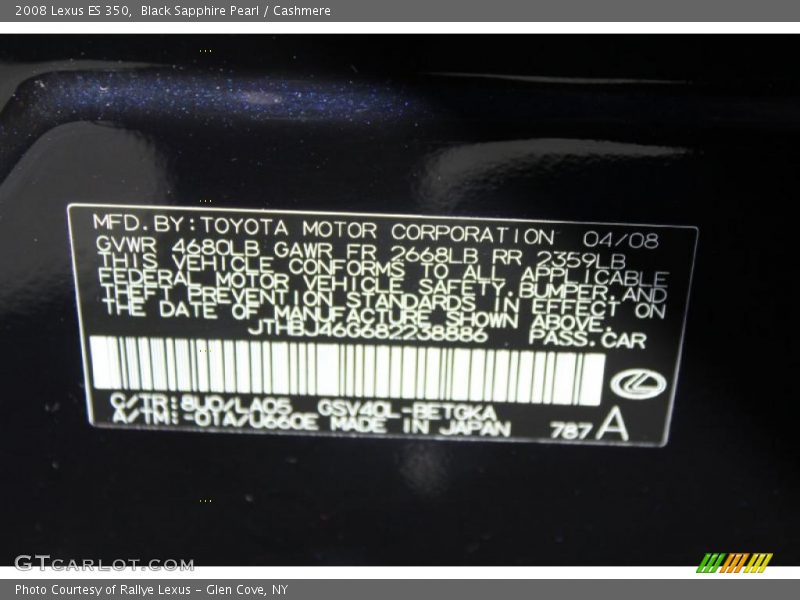 2008 Lexus ES 350, Black Sapphire Pearl / Cashmere
MFD.BY:TOYOTA MOTOR CORPORATION 04/08
GVWR 4680LB GAWR FR 2668LB RR 2359LB
THIS VEHICLE CONFORMS TO ALL APPLICABLE
FEDERAL MOTOR VEHICLE SAFETY,BUMPER,AND
THEFT PREVENTION STANDARDS IN EFFECT ON
THE DATE OF MANUFACTURE SHOWN ABOVE.
JTHBJ46G682238886 PASS.CAR
C/TR:8U0/LA05 GSV40L-BETGKA
A/TM:-01A/U660E MADE IN JAPAN 787 A
GTCARLOT.COM
Photo Courtesy of Rallye Lexus - Glen Cove, NY